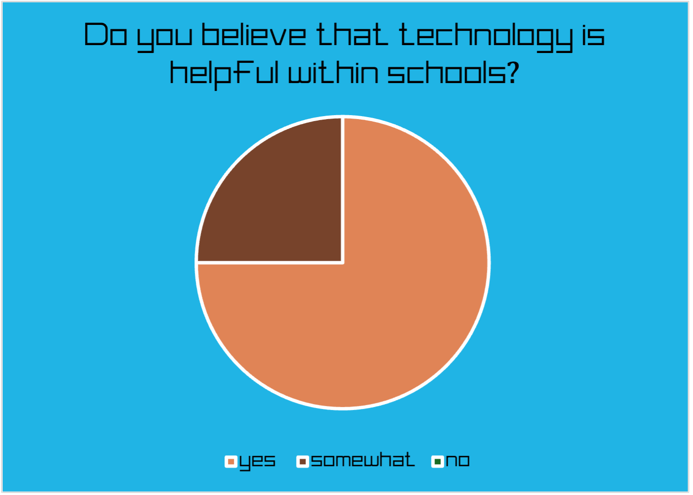 Do you believe that technology is
helpful within schools?
yes somewhat no